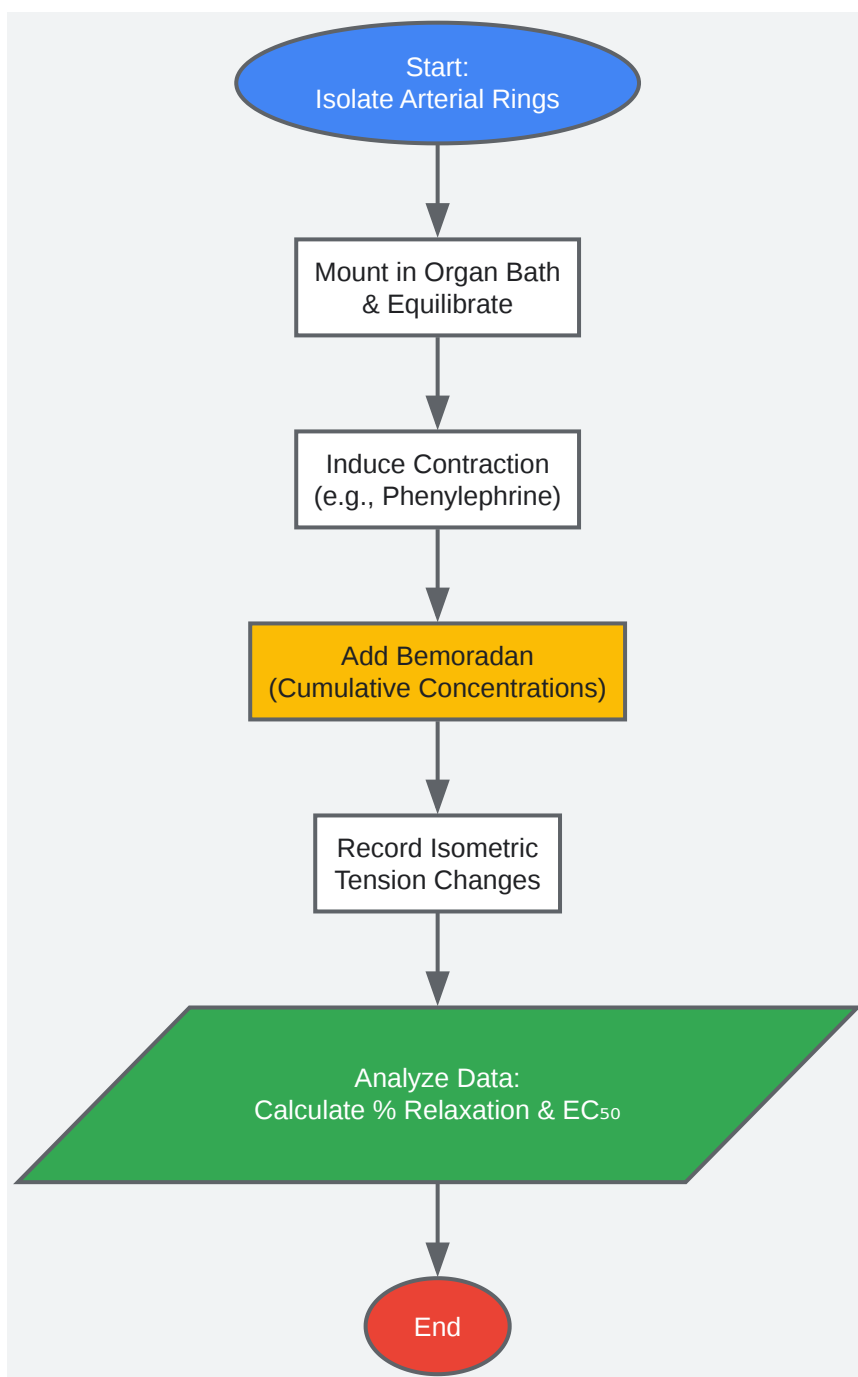 Start:
Isolate Arterial Rings
Mount in Organ Bath
& Equilibrate
Induce Contraction
(e.g., Phenylephrine)
Add Bemoradan
(Cumulative Concentrations)
Record Isometric
Tension Changes
Analyze Data:
Calculate % Relaxation & EC₅₀
End